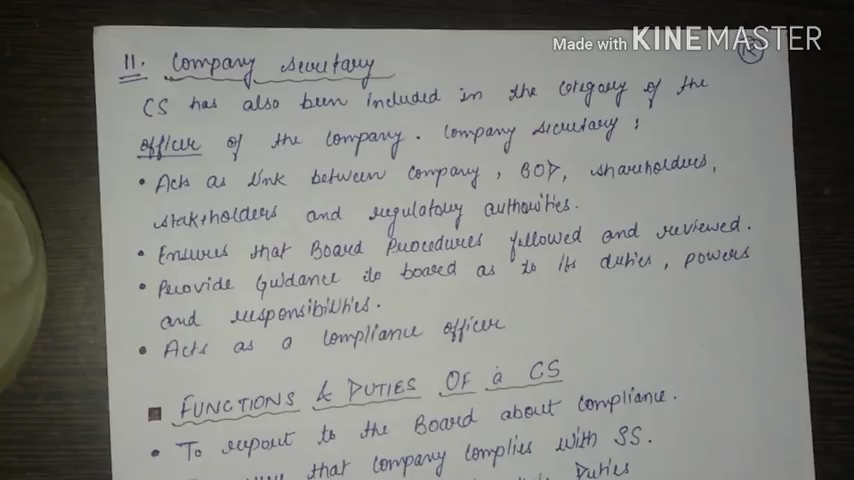 Made with KINEMASTER
11. Company Secretary
CS has also been included in the category of the
officer of the company. Company Secretary :
• Acts as link between company, BOD, shareholders,
stakholders and regulatory authorities.
• Ensures that Board Procedures followed and reviewed.
• Provide Guidance to board as to its duties, powers
and responsibilities.
• Acts as a compliance officer
■ FUNCTIONS & DUTIES OF a CS
• To report to the Board about compliance.
that company complies with SS.
Duties